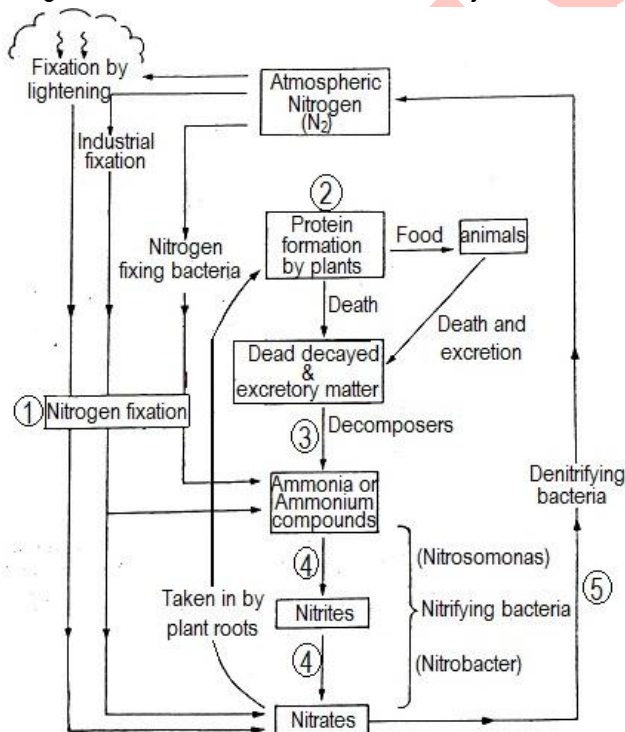 Fixation by
lightening
Atmospheric
Nitrogen
(N₂)
Industrial
fixation
②
Protein
formation
by plants
Food
animals
Nitrogen
fixing bacteria
Death
Death and
excretion
Dead decayed
&
excretory matter
① Nitrogen fixation
③
Decomposers
Denitrifying
bacteria
Ammonia or
Ammonium
compounds
(Nitrosomonas)
④
⑤
Taken in by
plant roots
Nitrites
Nitrifying bacteria
④
(Nitrobacter)
Nitrates